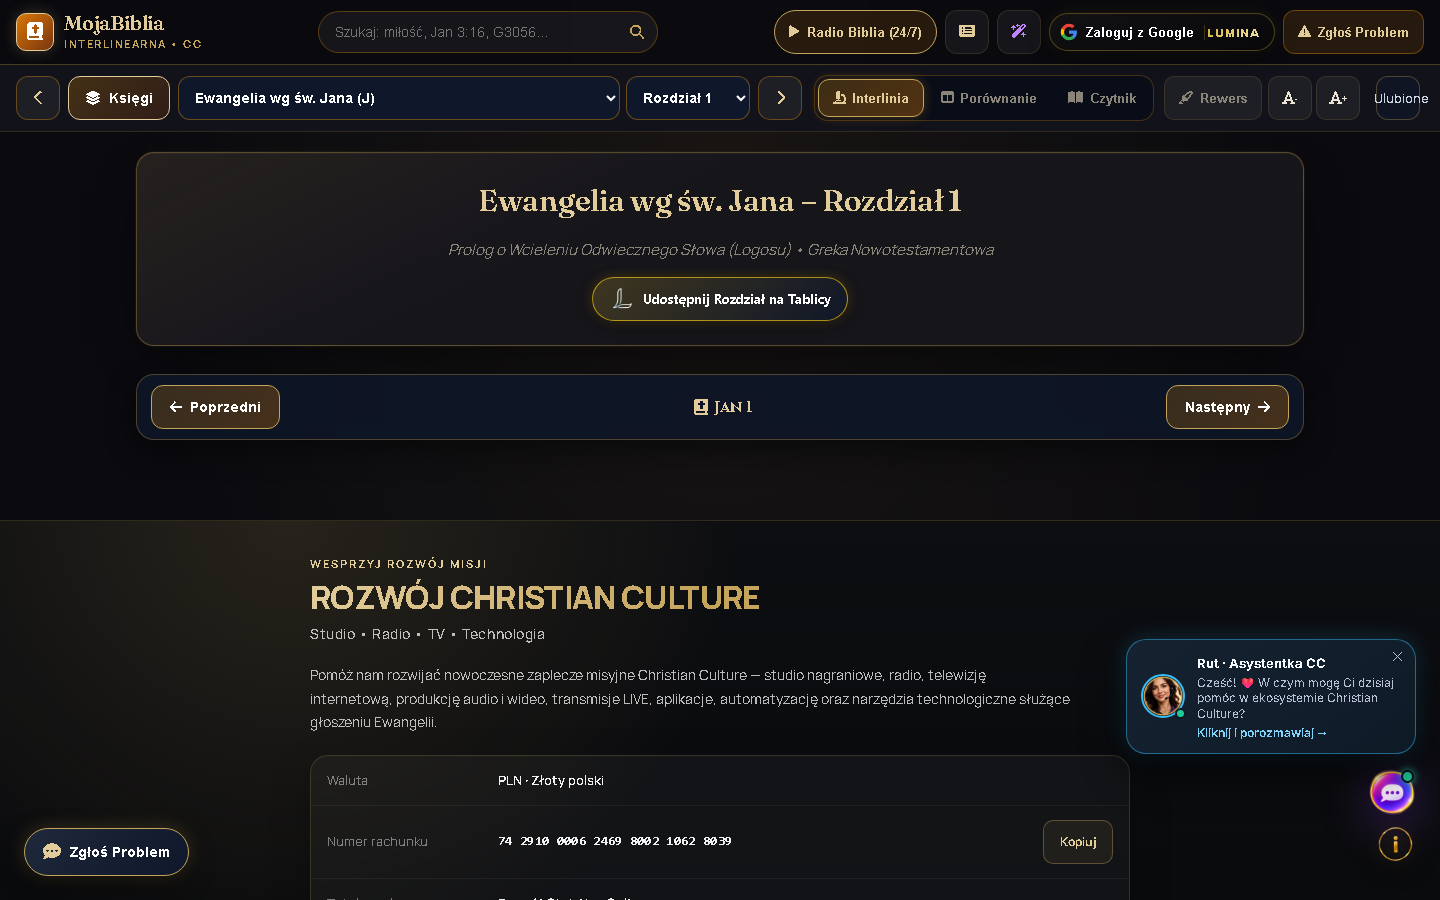 MojaBiblia
INTERLINEARNA • CC
Szukaj: miłość, Jan 3:16, G3056...
Radio Biblia (24/7)
Zaloguj z Google LUMINA
Zgłoś Problem
Księgi
Ewangelia wg św. Jana (J)
Rozdział 1
Interlinia
Porównanie
Czytnik
Rewers
A-
A+
Ulubione
Ewangelia wg św. Jana – Rozdział 1
Prolog o Wcieleniu Odwiecznego Słowa (Logosu) • Greka Nowotestamentowa
Udostępnij Rozdział na Tablicy
← Poprzedni
JAN 1
Następny →
WESPRZYJ ROZWÓJ MISJI
ROZWÓJ CHRISTIAN CULTURE
Studio • Radio • TV • Technologia
Pomóż nam rozwijać nowoczesne zaplecze misyjne Christian Culture — studio nagraniowe, radio, telewizję
internetową, produkcję audio i wideo, transmisje LIVE, aplikacje, automatyzację oraz narzędzia technologiczne służące
głoszeniu Ewangelii.
Waluta
PLN · Złoty polski
Numer rachunku
74 2910 0006 2469 8002 1062 8039
Kopiuj
Rut · Asystentka CC
Cześć! ❤️ W czym mogę Ci dzisiaj
pomóc w ekosystemie Christian
Culture?
Kliknij i porozmawiaj →
Zgłoś Problem